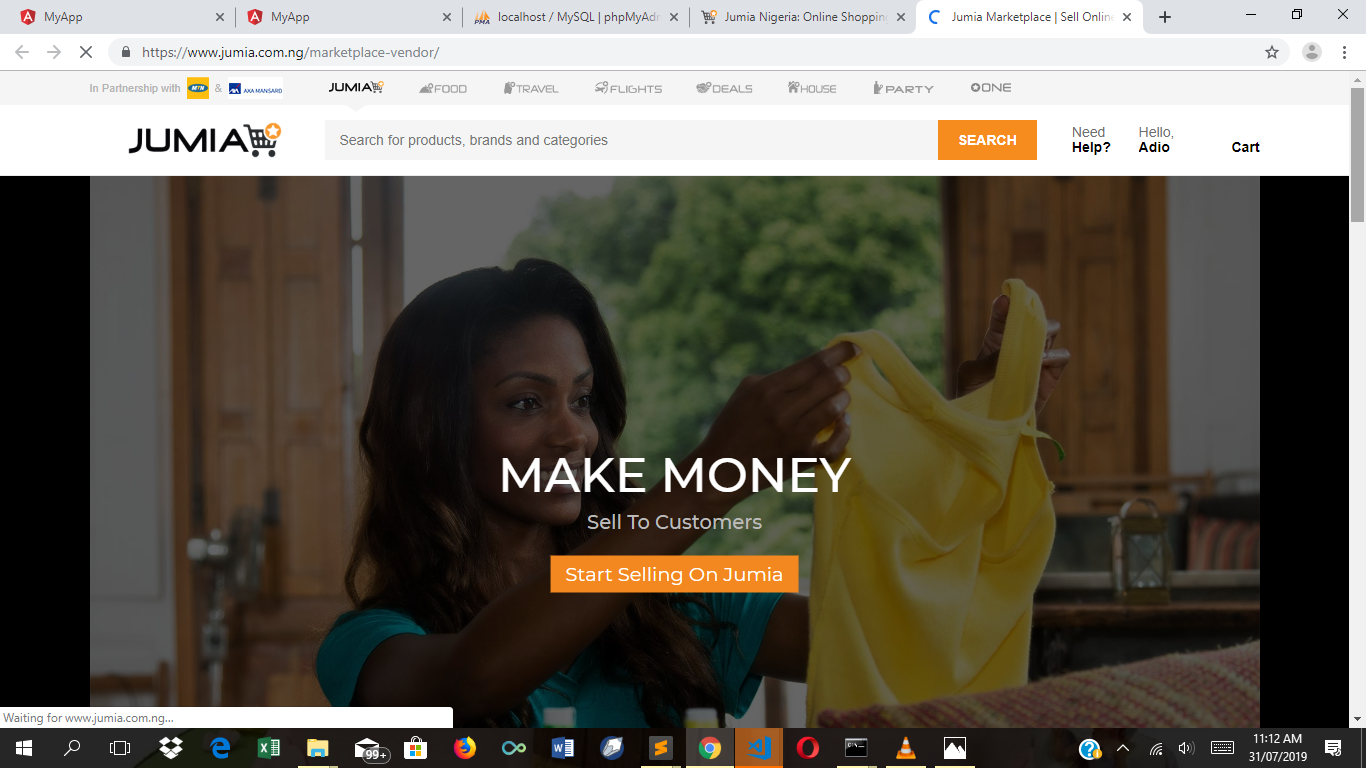 MyApp
MyApp
localhost / MySQL | phpMyAdm
Jumia Nigeria: Online Shopping
Jumia Marketplace | Sell Online
https://www.jumia.com.ng/marketplace-vendor/
In Partnership with MTN & AXA MANSARD
JUMIA FOOD TRAVEL FLIGHTS DEALS HOUSE PARTY ONE
JUMIA
Search for products, brands and categories
SEARCH
Need
Help?
Hello,
Adio
Cart
MAKE MONEY
Sell To Customers
Start Selling On Jumia
Waiting for www.jumia.com.ng...
99+
11:12 AM
31/07/2019